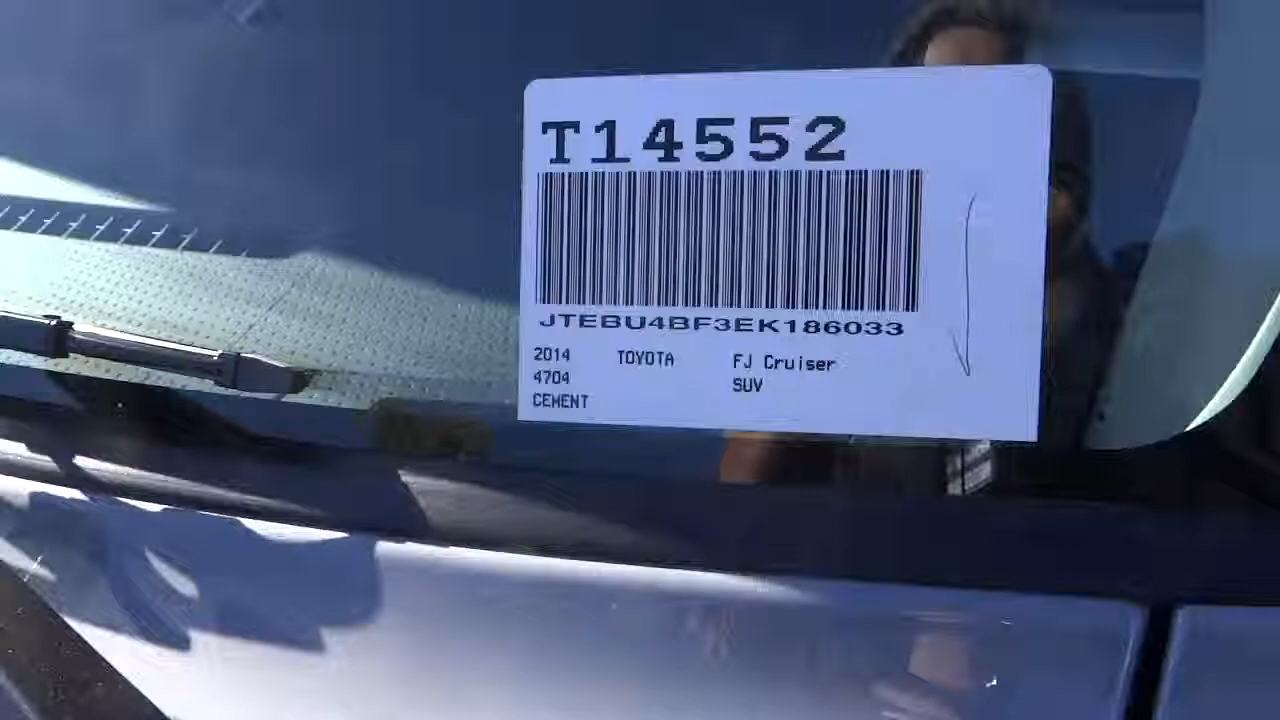 T14552
JTEBU4BF3EK186033
2014 TOYOTA FJ Cruiser
4704 SUV
CEMENT